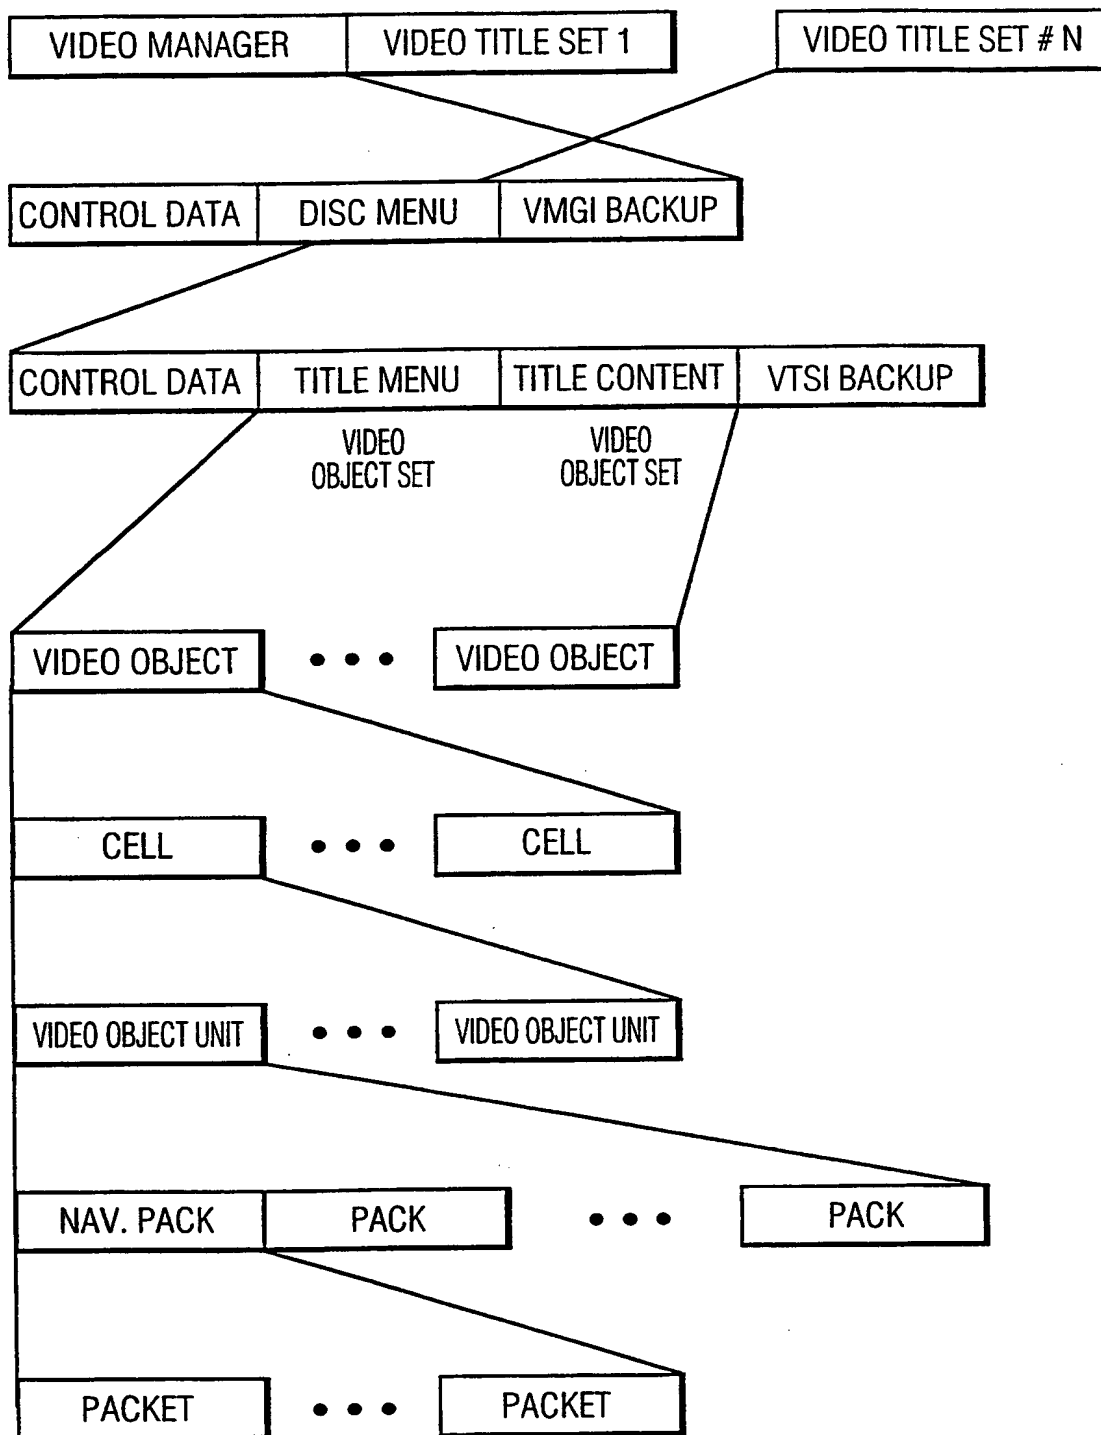 VIDEO MANAGER VIDEO TITLE SET 1 VIDEO TITLE SET # N
CONTROL DATA DISC MENU VMGI BACKUP
CONTROL DATA TITLE MENU TITLE CONTENT VTSI BACKUP
VIDEO OBJECT SET
VIDEO OBJECT SET
VIDEO OBJECT • • • VIDEO OBJECT
CELL • • • CELL
VIDEO OBJECT UNIT • • • VIDEO OBJECT UNIT
NAV. PACK PACK • • • PACK
PACKET • • • PACKET